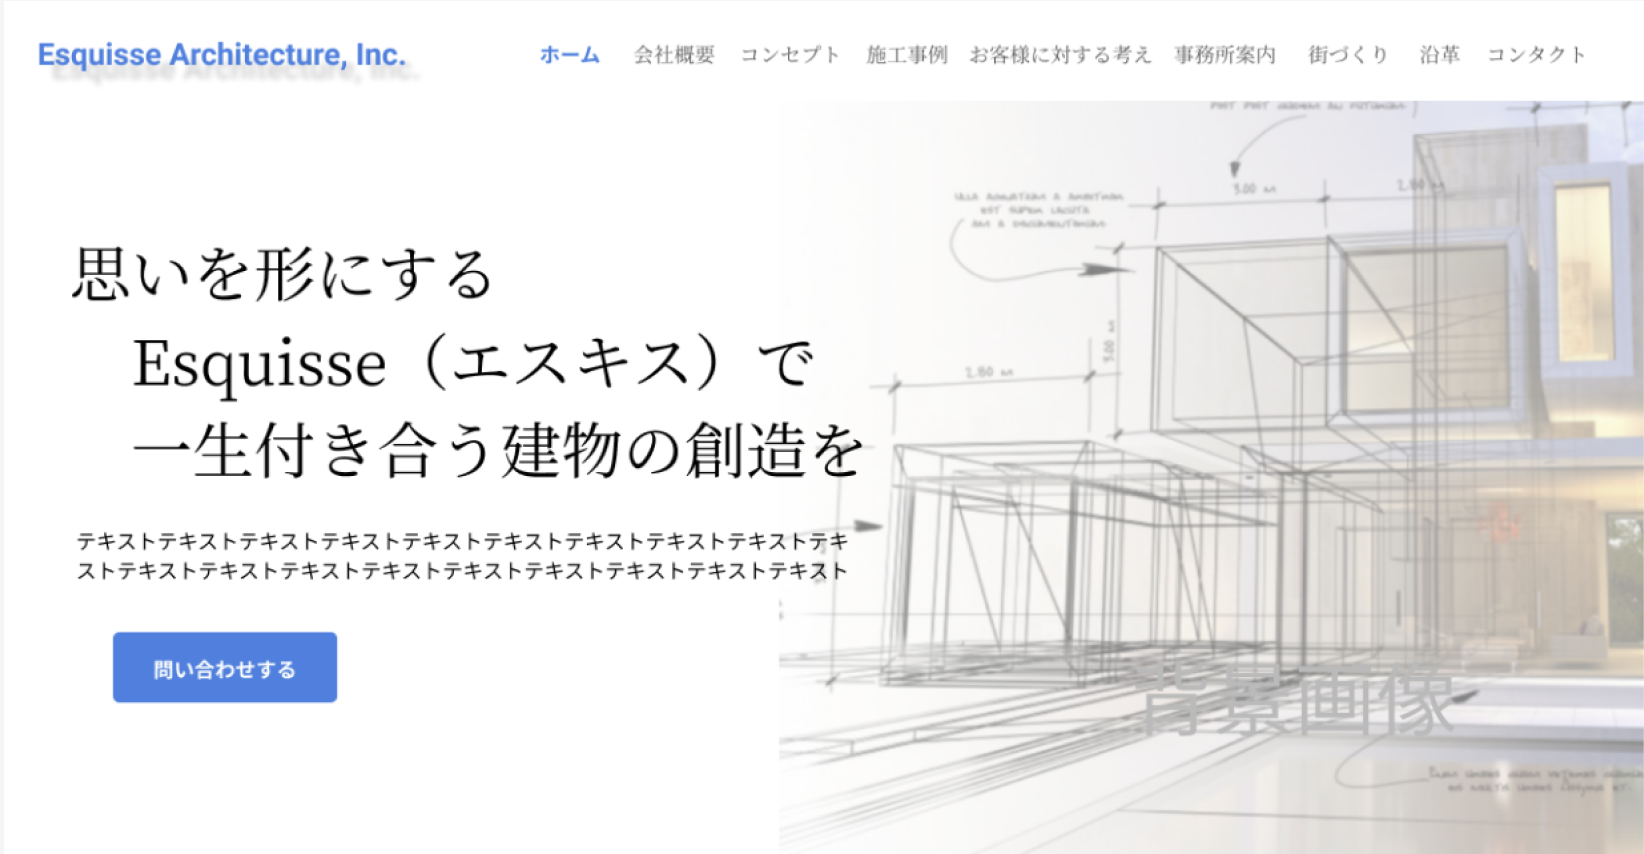 Esquisse Architecture, Inc.
ホーム 会社概要 コンセプト 施工事例 お客様に対する考え 事務所案内 街づくり 沿革 コンタクト
思いを形にする
Esquisse（エスキス）で
一生付き合う建物の創造を
テキストテキストテキストテキストテキストテキストテキストテキストテキストテキ
ストテキストテキストテキストテキストテキストテキストテキストテキストテキスト
問い合わせする
3.00 m
2.50 m
3.00 m
背景画像